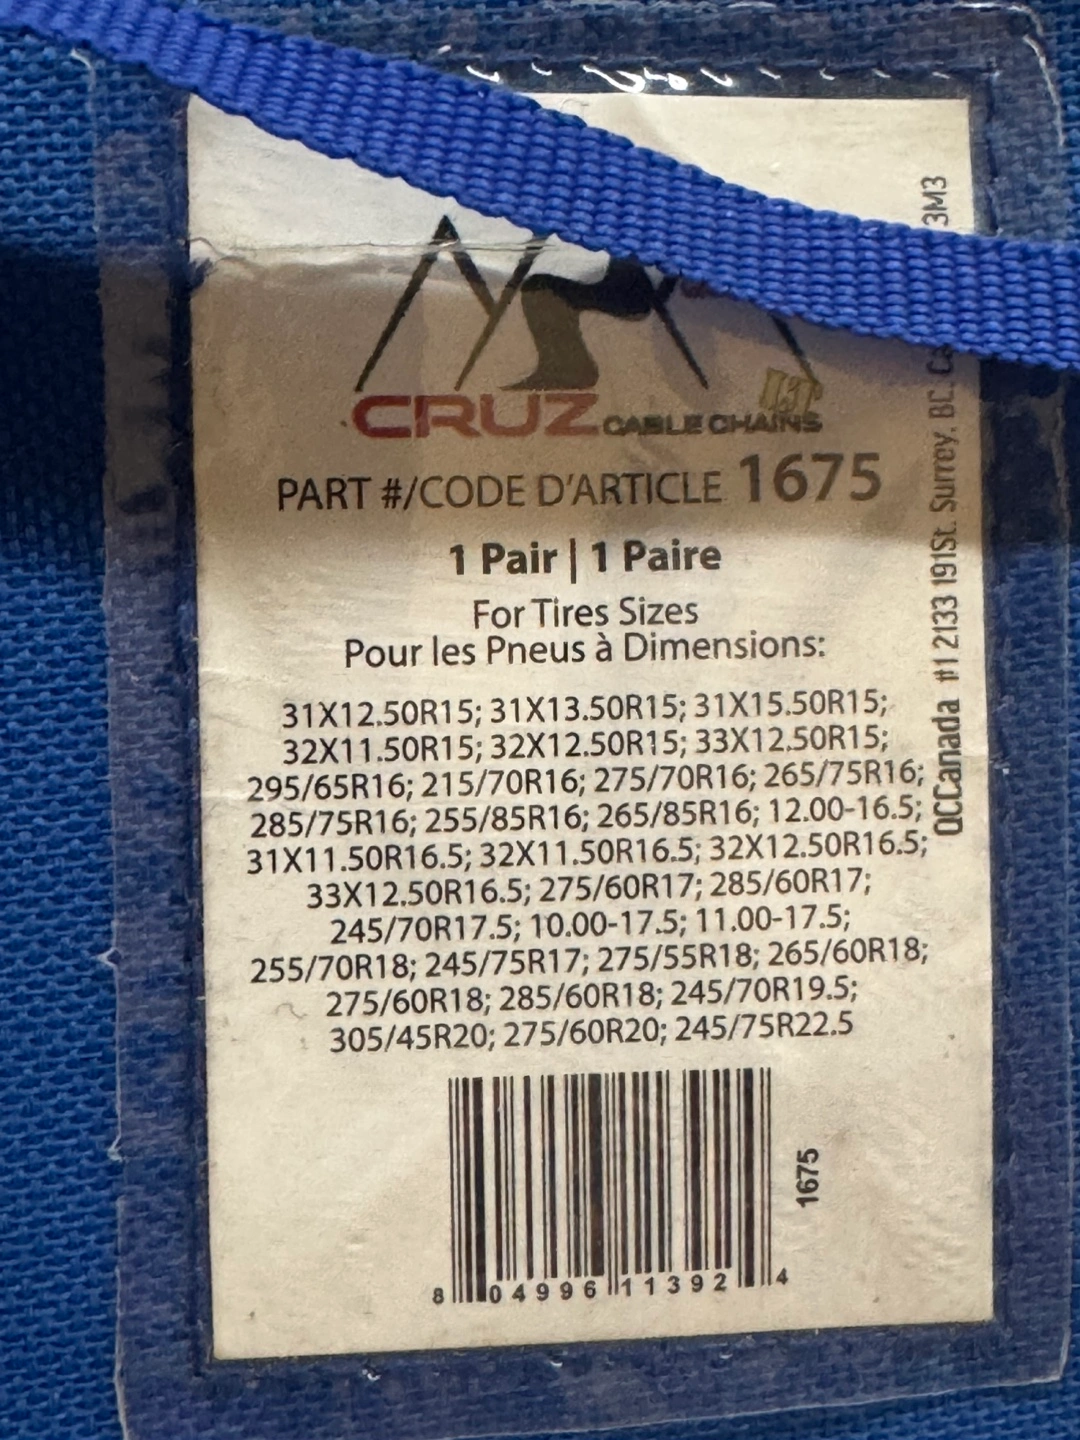 CRUZ CABLE CHAINS
PART #/CODE D'ARTICLE 1675
1 Pair | 1 Paire
For Tires Sizes
Pour les Pneus à Dimensions:
31X12.50R15; 31X13.50R15; 31X15.50R15;
32X11.50R15; 32X12.50R15; 33X12.50R15;
295/65R16; 215/70R16; 275/70R16; 265/75R16;
285/75R16; 255/85R16; 265/85R16; 12.00-16.5;
31X11.50R16.5; 32X11.50R16.5; 32X12.50R16.5;
33X12.50R16.5; 275/60R17; 285/60R17;
245/70R17.5; 10.00-17.5; 11.00-17.5;
255/70R18; 245/75R17; 275/55R18; 265/60R18;
275/60R18; 285/60R18; 245/70R19.5;
305/45R20; 275/60R20; 245/75R22.5
8 04996 11392 4
1675
QCCanada #1 2133 191St. Surrey, BC. 3M3